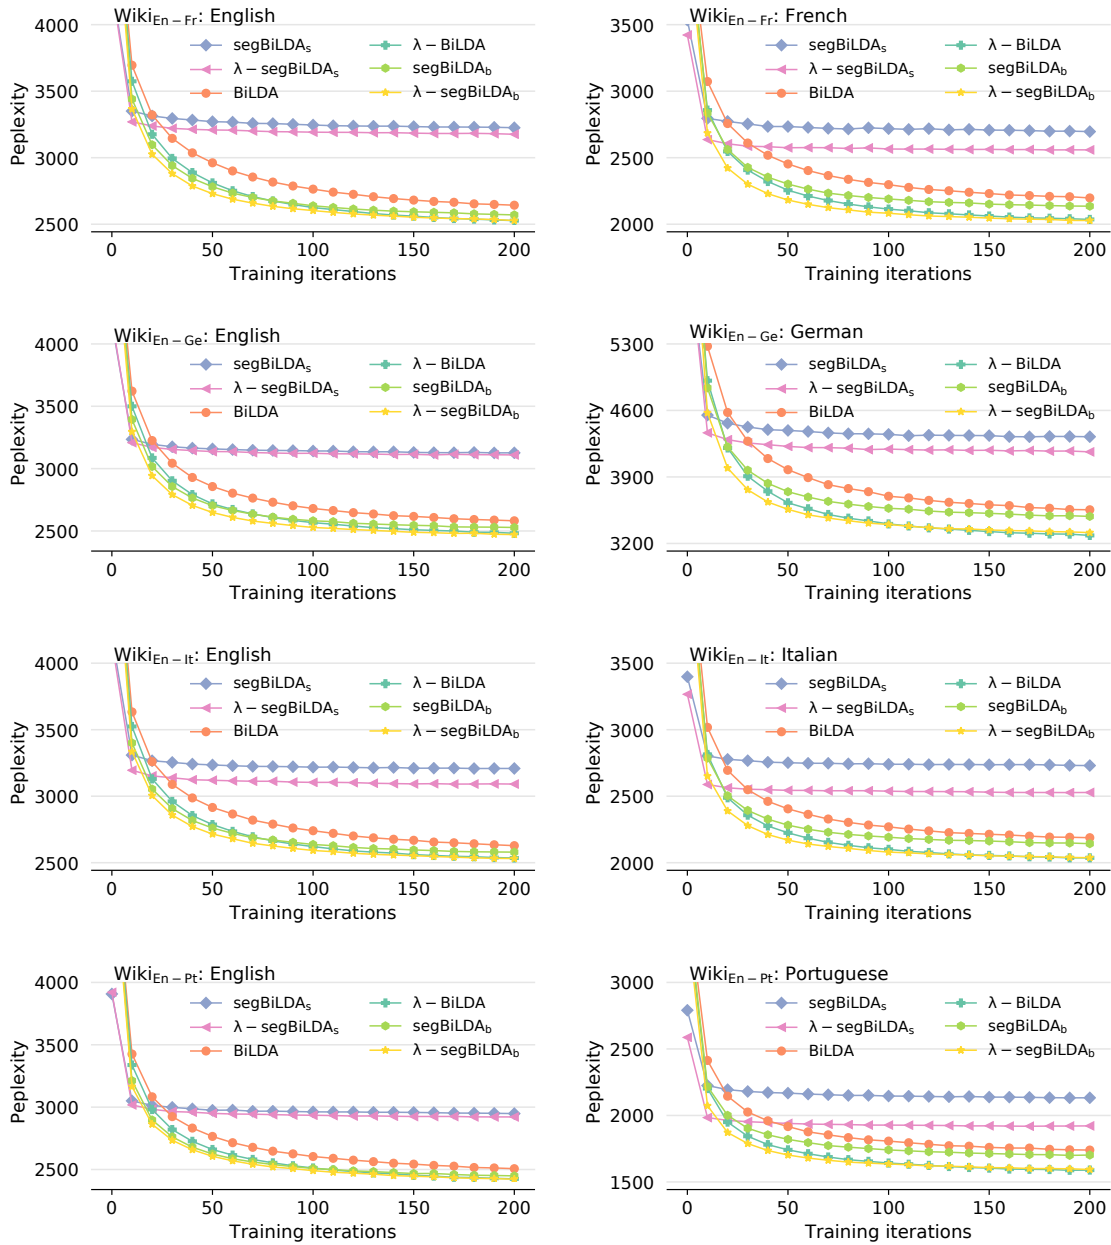 Wiki_En−Fr: English
4000
3500
3000
2500
Peplexity
segBiLDA_s
λ − segBiLDA_s
BiLDA
λ − BiLDA
segBiLDA_b
λ − segBiLDA_b
0 50 100 150 200
Training iterations
Wiki_En−Fr: French
3500
3000
2500
2000
Peplexity
segBiLDA_s
λ − segBiLDA_s
BiLDA
λ − BiLDA
segBiLDA_b
λ − segBiLDA_b
0 50 100 150 200
Training iterations
Wiki_En−Ge: English
4000
3500
3000
2500
Peplexity
segBiLDA_s
λ − segBiLDA_s
BiLDA
λ − BiLDA
segBiLDA_b
λ − segBiLDA_b
0 50 100 150 200
Training iterations
Wiki_En−Ge: German
5300
4600
3900
3200
Peplexity
segBiLDA_s
λ − segBiLDA_s
BiLDA
λ − BiLDA
segBiLDA_b
λ − segBiLDA_b
0 50 100 150 200
Training iterations
Wiki_En−It: English
4000
3500
3000
2500
Peplexity
segBiLDA_s
λ − segBiLDA_s
BiLDA
λ − BiLDA
segBiLDA_b
λ − segBiLDA_b
0 50 100 150 200
Training iterations
Wiki_En−It: Italian
3500
3000
2500
2000
Peplexity
segBiLDA_s
λ − segBiLDA_s
BiLDA
λ − BiLDA
segBiLDA_b
λ − segBiLDA_b
0 50 100 150 200
Training iterations
Wiki_En−Pt: English
4000
3500
3000
2500
Peplexity
segBiLDA_s
λ − segBiLDA_s
BiLDA
λ − BiLDA
segBiLDA_b
λ − segBiLDA_b
0 50 100 150 200
Training iterations
Wiki_En−Pt: Portuguese
3000
2500
2000
1500
Peplexity
segBiLDA_s
λ − segBiLDA_s
BiLDA
λ − BiLDA
segBiLDA_b
λ − segBiLDA_b
0 50 100 150 200
Training iterations